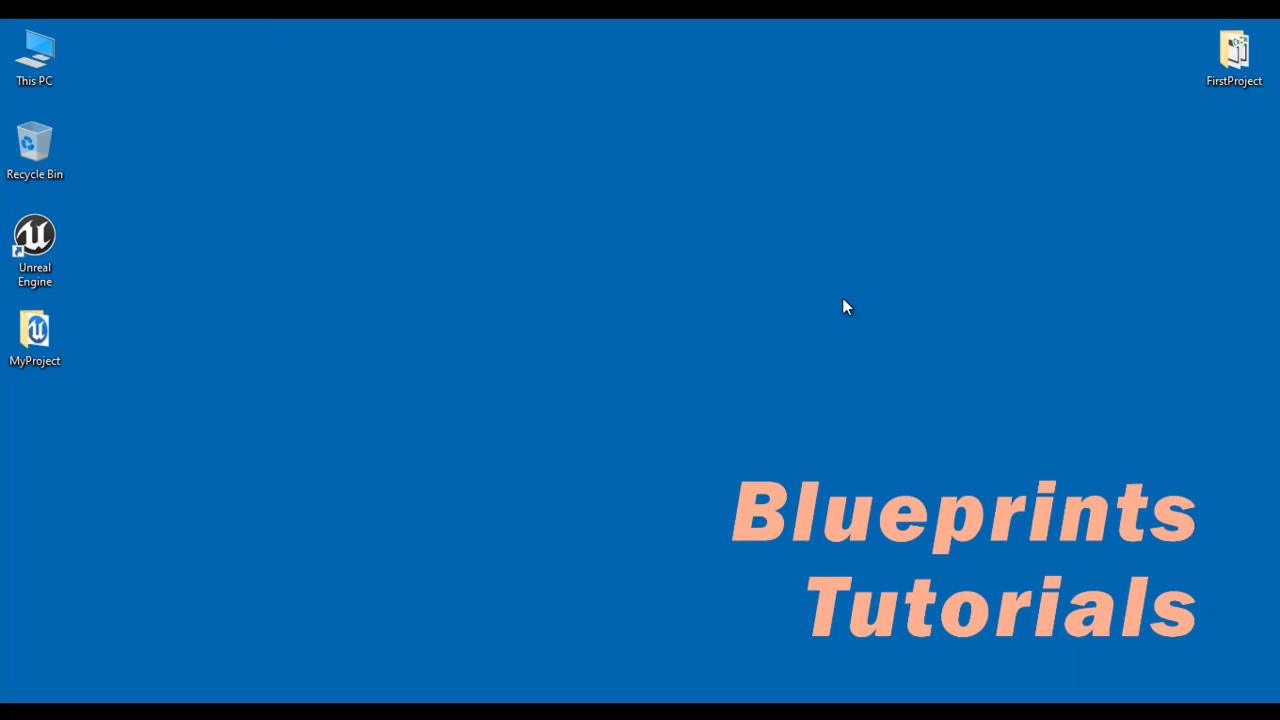 This PC
FirstProject
Recycle Bin
Unreal
Engine
MyProject
Blueprints
Tutorials